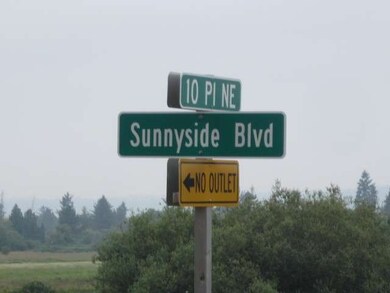 10 Pl NE
Sunnyside Blvd
NO OUTLET